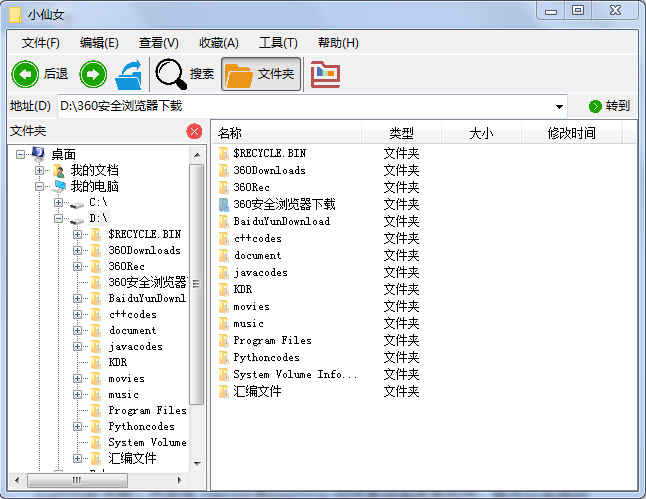 小仙女
文件(F) 编辑(E) 查看(V) 收藏(A) 工具(T) 帮助(H)
后退 搜索 文件夹
地址(D) D:\360安全浏览器下载 转到
文件夹
桌面
我的文档
我的电脑
C:\
D:\
$RECYCLE.BIN
360Downloads
360Rec
360安全浏览器下
BaiduYunDownl
c++codes
document
javacodes
KDR
movies
music
Program Files
Pythoncodes
System Volume
汇编文件
名称 类型 大小 修改时间
$RECYCLE.BIN 文件夹
360Downloads 文件夹
360Rec 文件夹
360安全浏览器下载 文件夹
BaiduYunDownload 文件夹
c++codes 文件夹
document 文件夹
javacodes 文件夹
KDR 文件夹
movies 文件夹
music 文件夹
Program Files 文件夹
Pythoncodes 文件夹
System Volume Info... 文件夹
汇编文件 文件夹